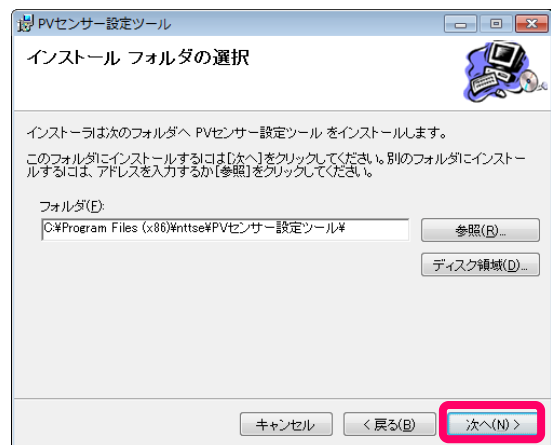 PVセンサー設定ツール
インストール フォルダの選択
インストーラは次のフォルダへ PVセンサー設定ツール をインストールします。
このフォルダにインストールするには[次へ]をクリックしてください。別のフォルダにインストー
ルするには、アドレスを入力するか[参照]をクリックしてください。
フォルダ(F):
C:¥Program Files (x86)¥nttse¥PVセンサー設定ツール¥
参照(R)...
ディスク領域(D)...
キャンセル
< 戻る(B)
次へ(N) >